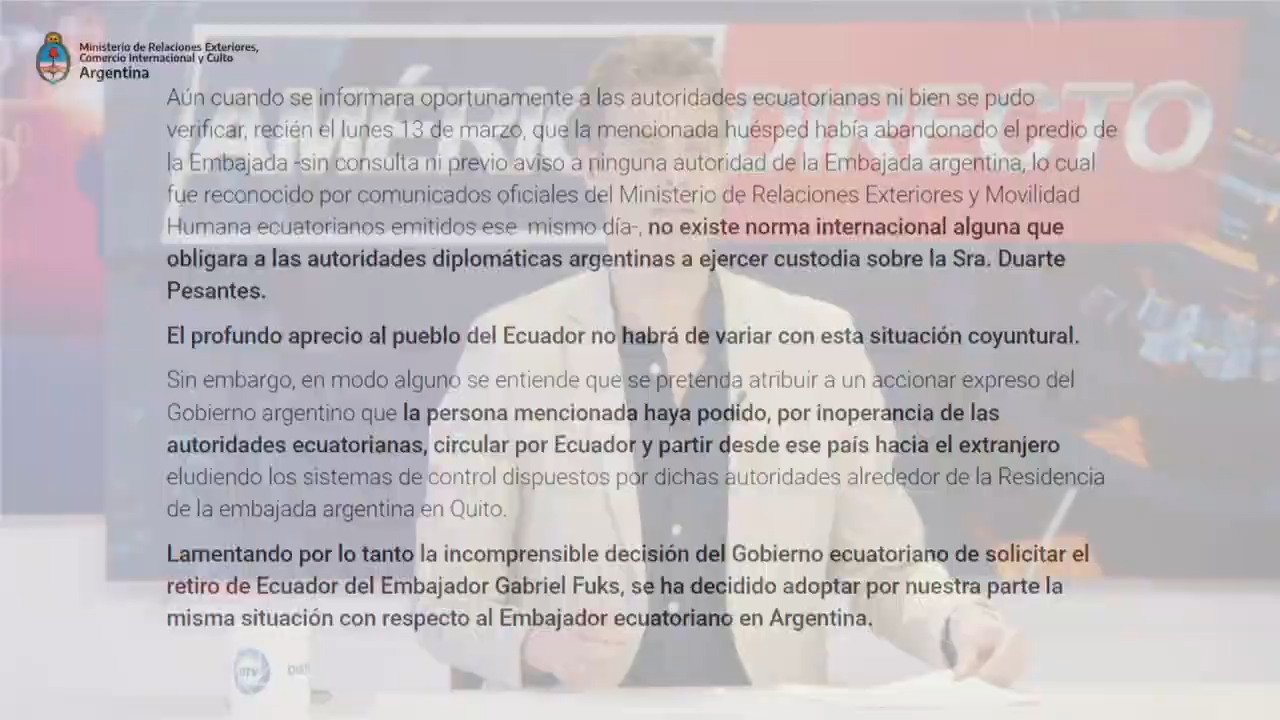 Ministerio de Relaciones Exteriores,
Comercio Internacional y Culto
Argentina
AMÉRIC DIRECTO
Aún cuando se informara oportunamente a las autoridades ecuatorianas ni bien se pudo
verificar, recién el lunes 13 de marzo, que la mencionada huésped había abandonado el predio de
la Embajada -sin consulta ni previo aviso a ninguna autoridad de la Embajada argentina, lo cual
fue reconocido por comunicados oficiales del Ministerio de Relaciones Exteriores y Movilidad
Humana ecuatorianos emitidos ese mismo día-, no existe norma internacional alguna que
obligara a las autoridades diplomáticas argentinas a ejercer custodia sobre la Sra. Duarte
Pesantes.
El profundo aprecio al pueblo del Ecuador no habrá de variar con esta situación coyuntural.
Sin embargo, en modo alguno se entiende que se pretenda atribuir a un accionar expreso del
Gobierno argentino que la persona mencionada haya podido, por inoperancia de las
autoridades ecuatorianas, circular por Ecuador y partir desde ese país hacia el extranjero
eludiendo los sistemas de control dispuestos por dichas autoridades alrededor de la Residencia
de la embajada argentina en Quito.
Lamentando por lo tanto la incomprensible decisión del Gobierno ecuatoriano de solicitar el
retiro de Ecuador del Embajador Gabriel Fuks, se ha decidido adoptar por nuestra parte la
misma situación con respecto al Embajador ecuatoriano en Argentina.